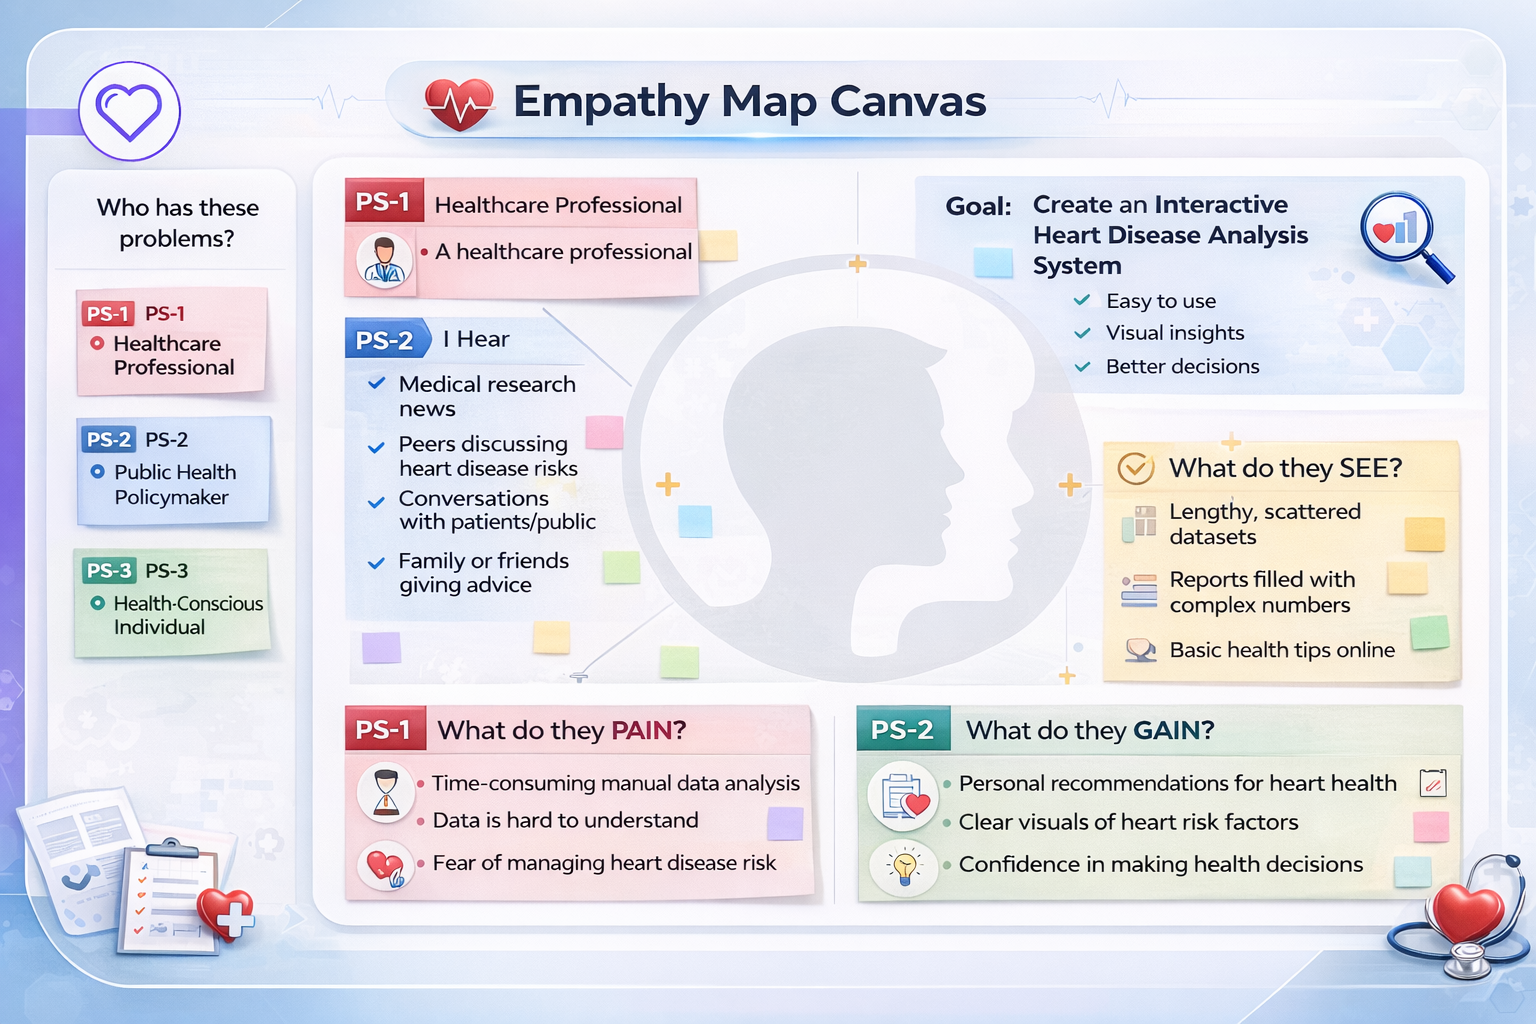 Empathy Map Canvas
Who has these
problems?
PS-1 PS-1
Healthcare
Professional
PS-2 PS-2
Public Health
Policymaker
PS-3 PS-3
Health-Conscious
Individual
PS-1 Healthcare Professional
• A healthcare professional
PS-2 I Hear
Medical research
news
Peers discussing
heart disease risks
Conversations
with patients/public
Family or friends
giving advice
Goal: Create an Interactive
Heart Disease Analysis
System
Easy to use
Visual insights
Better decisions
What do they SEE?
Lengthy, scattered
datasets
Reports filled with
complex numbers
Basic health tips online
PS-1 What do they PAIN?
• Time-consuming manual data analysis
• Data is hard to understand
• Fear of managing heart disease risk
PS-2 What do they GAIN?
• Personal recommendations for heart health
• Clear visuals of heart risk factors
• Confidence in making health decisions